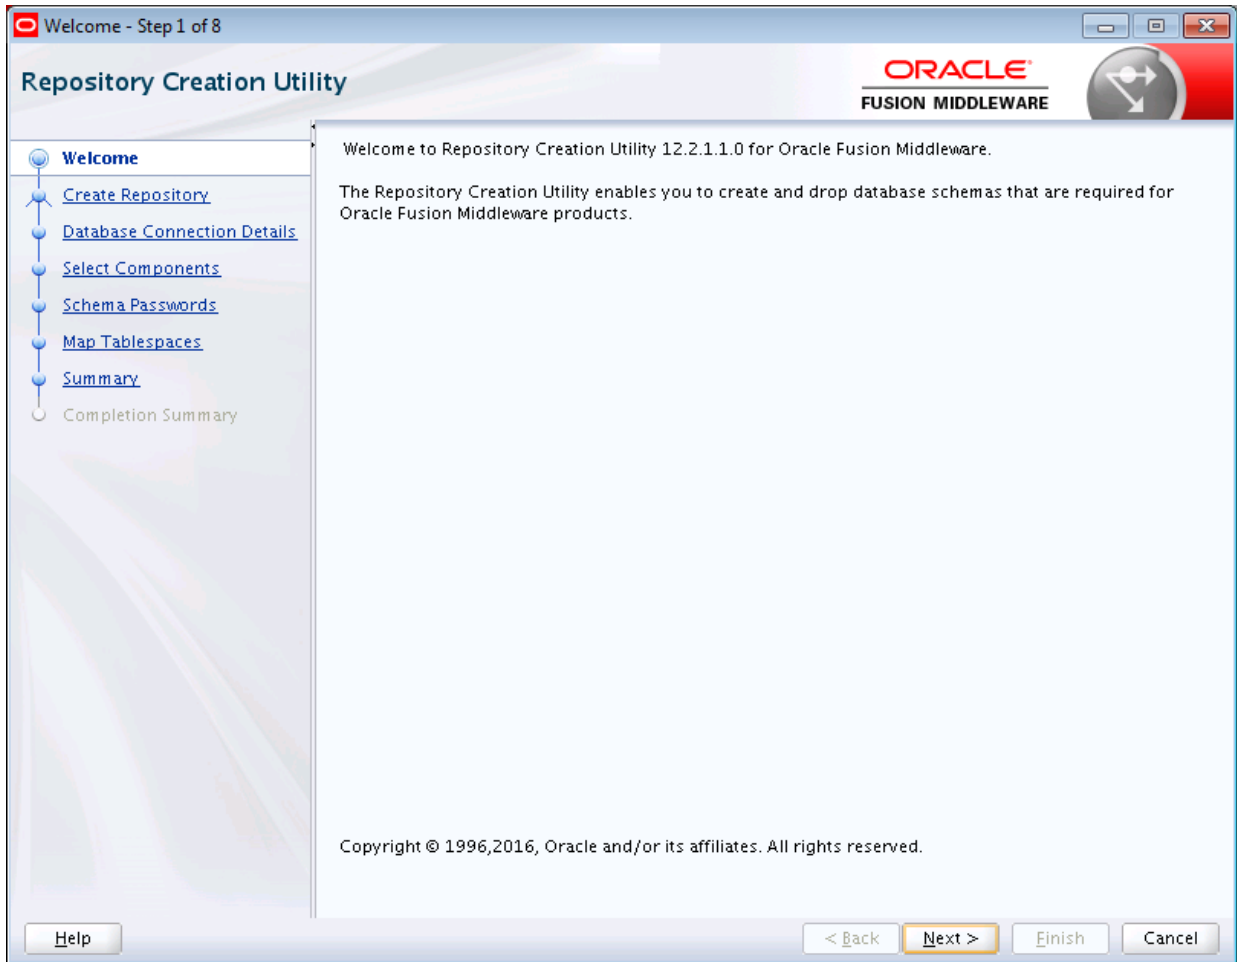 Welcome - Step 1 of 8
Repository Creation Utility
ORACLE
FUSION MIDDLEWARE
Welcome
Create Repository
Database Connection Details
Select Components
Schema Passwords
Map Tablespaces
Summary
Completion Summary
Welcome to Repository Creation Utility 12.2.1.1.0 for Oracle Fusion Middleware.
The Repository Creation Utility enables you to create and drop database schemas that are required for
Oracle Fusion Middleware products.
Copyright © 1996,2016, Oracle and/or its affiliates. All rights reserved.
Help
< Back
Next >
Finish
Cancel